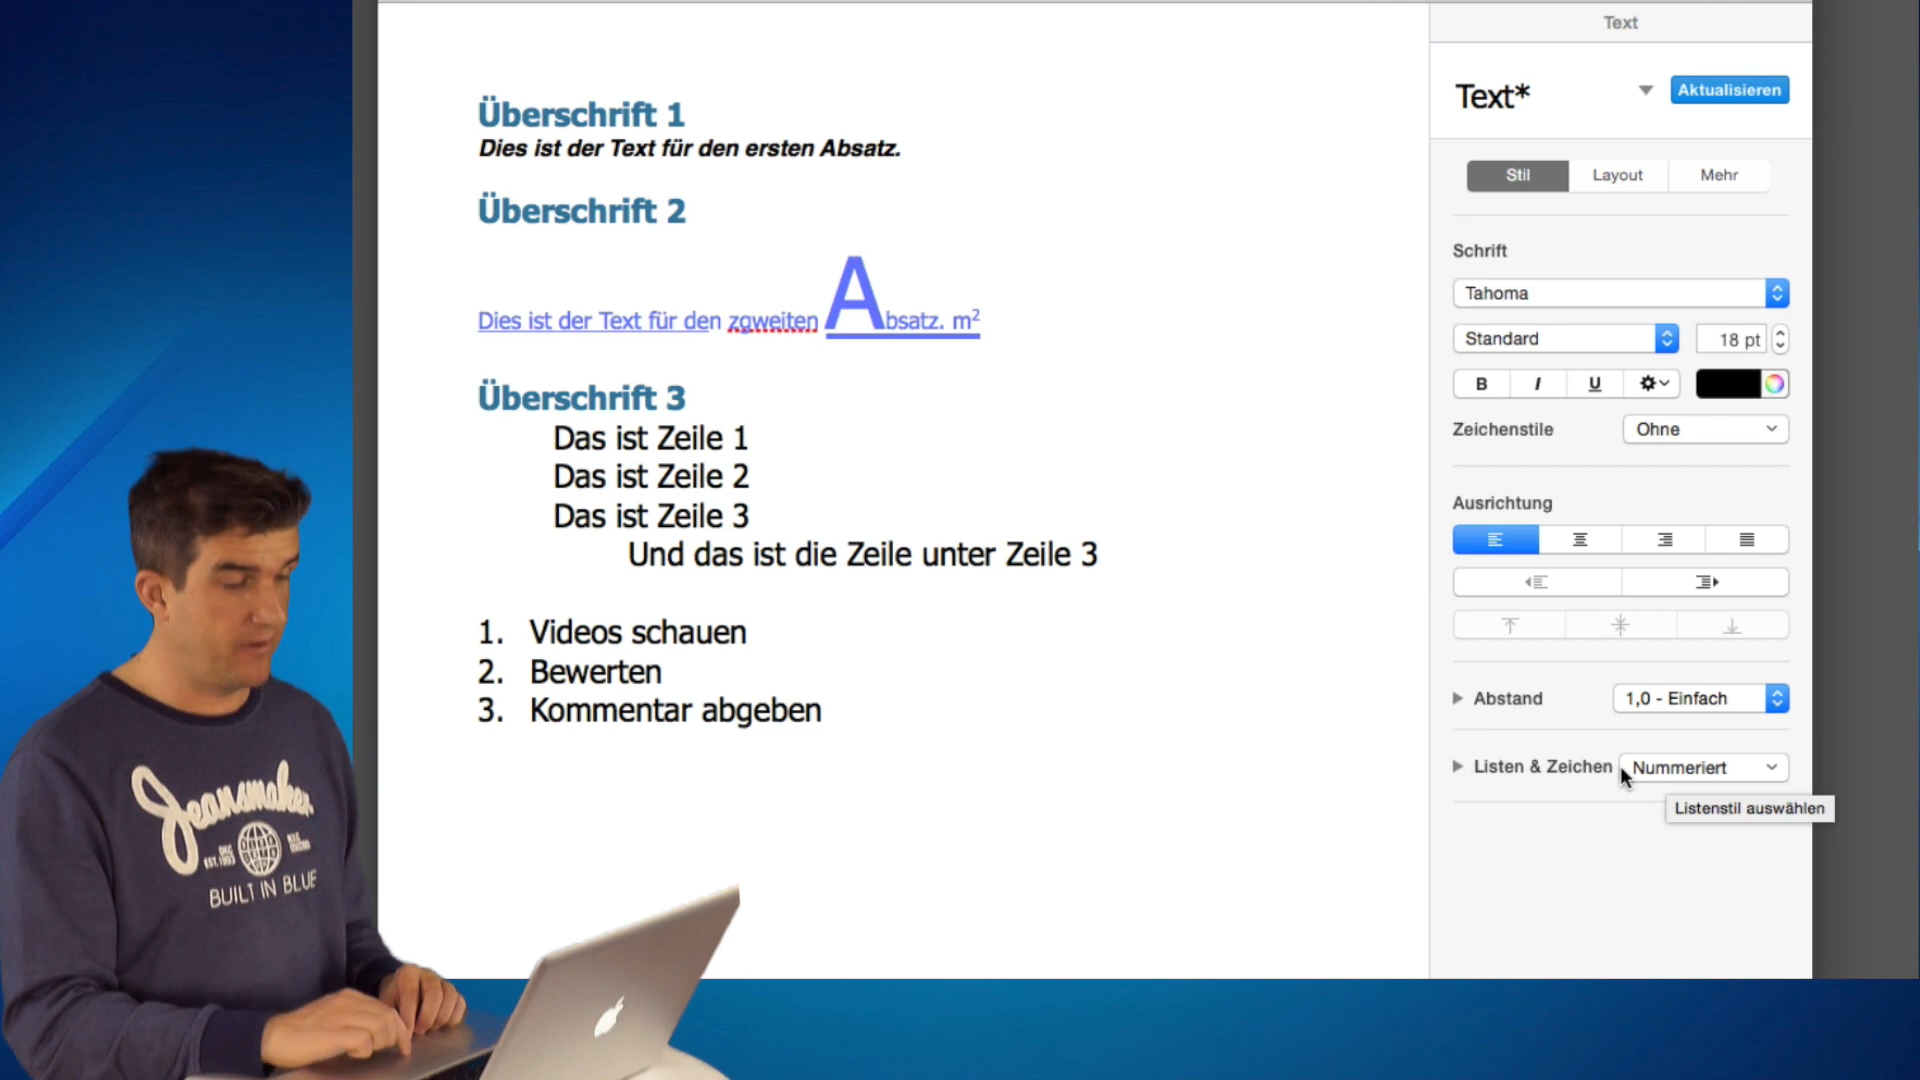 Text
Überschrift 1
Dies ist der Text für den ersten Absatz.
Überschrift 2
Dies ist der Text für den zgweiten Absatz. m²
Überschrift 3
Das ist Zeile 1
Das ist Zeile 2
Das ist Zeile 3
Und das ist die Zeile unter Zeile 3
1. Videos schauen
2. Bewerten
3. Kommentar abgeben
Text*
Aktualisieren
Stil Layout Mehr
Schrift
Tahoma
Standard 18 pt
B I U
Zeichenstile Ohne
Ausrichtung
Abstand 1,0 - Einfach
Listen & Zeichen Nummeriert
Listenstil auswählen
Jeansmaker
EST. 1993
BUILT IN BLUE